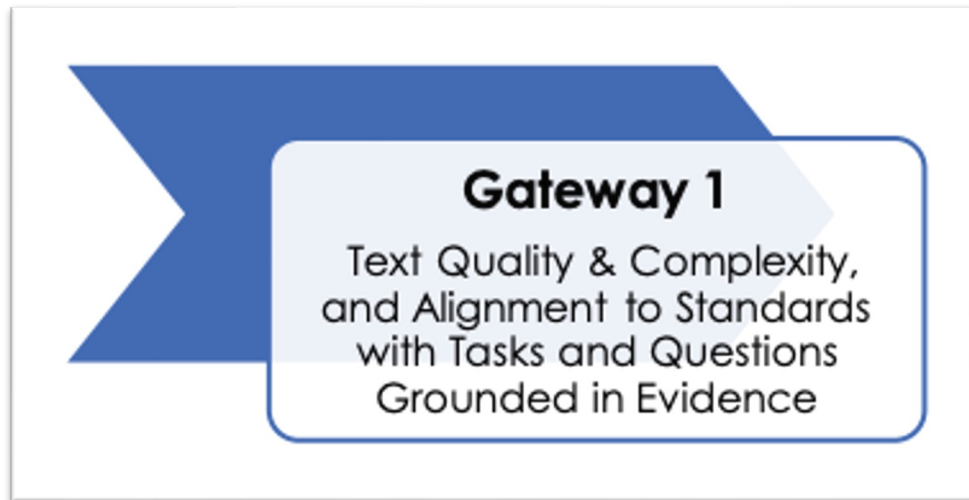 Gateway 1
Text Quality & Complexity,
and Alignment to Standards
with Tasks and Questions
Grounded in Evidence